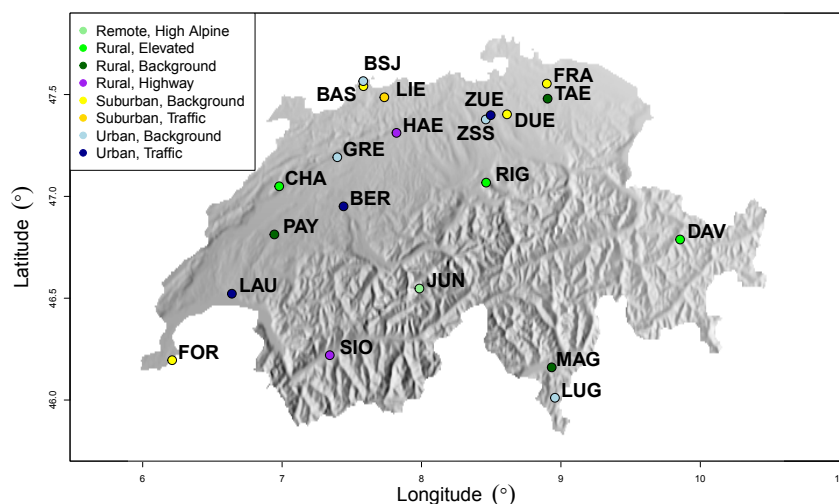 Remote, High Alpine
Rural, Elevated
Rural, Background
Rural, Highway
Suburban, Background
Suburban, Traffic
Urban, Background
Urban, Traffic
BSJ
BAS
LIE
FRA
TAE
ZUE
ZSS
DUE
HAE
GRE
CHA
RIG
BER
PAY
DAV
LAU
JUN
FOR
SIO
MAG
LUG
Latitude (°)
47.5
47.0
46.5
46.0
6
7
8
9
10
11
Longitude (°)